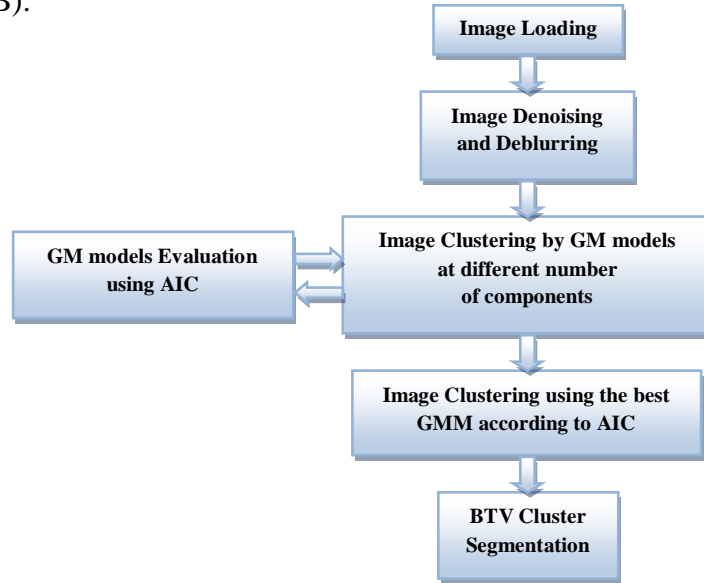 B).
Image Loading
Image Denoising
and Deblurring
GM models Evaluation
using AIC
Image Clustering by GM models
at different number
of components
Image Clustering using the best
GMM according to AIC
BTV Cluster
Segmentation